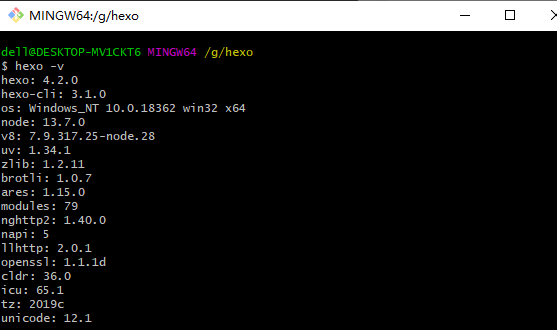 MINGW64:/g/hexo
dell@DESKTOP-MV1CKT6 MINGW64 /g/hexo
$ hexo -v
hexo: 4.2.0
hexo-cli: 3.1.0
os: Windows_NT 10.0.18362 win32 x64
node: 13.7.0
v8: 7.9.317.25-node.28
uv: 1.34.1
zlib: 1.2.11
brotli: 1.0.7
ares: 1.15.0
modules: 79
nghttp2: 1.40.0
napi: 5
llhttp: 2.0.1
openssl: 1.1.1d
cldr: 36.0
icu: 65.1
tz: 2019c
unicode: 12.1